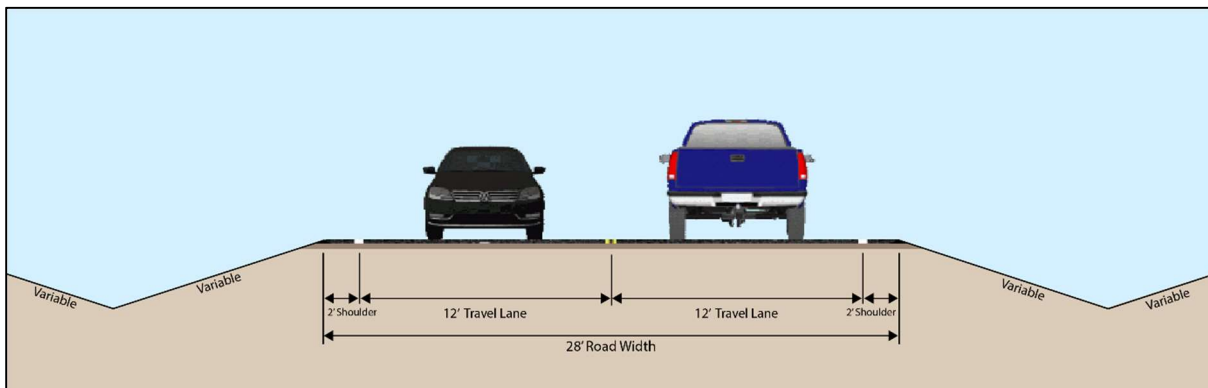 Variable
Variable
Variable
Variable
2' Shoulder
12' Travel Lane
12' Travel Lane
2' Shoulder
28' Road Width